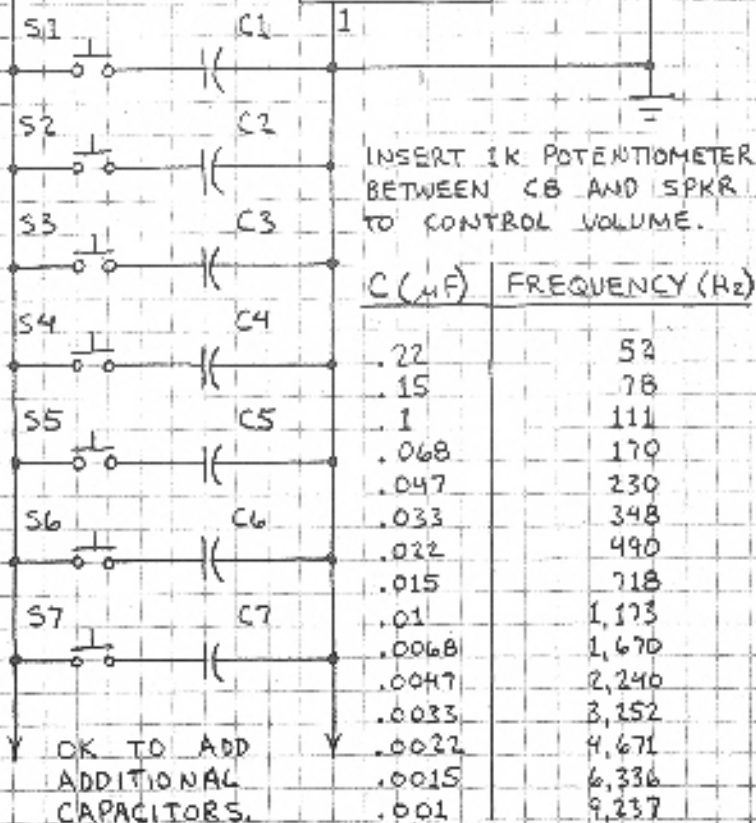 S1 C1 1
S2 C2
INSERT 1K POTENTIOMETER
BETWEEN C8 AND SPKR
TO CONTROL VOLUME.
S3 C3
C (μF) FREQUENCY (Hz)
S4 C4
.22 52
.15 78
.1 111
S5 C5
.068 170
.047 230
S6 C6
.033 348
.022 490
.015 718
S7 C7
.01 1,173
.0068 1,670
.0047 2,240
.0033 3,252
.0022 4,671
.0015 6,336
.001 9,237
OK TO ADD
ADDITIONAL
CAPACITORS.